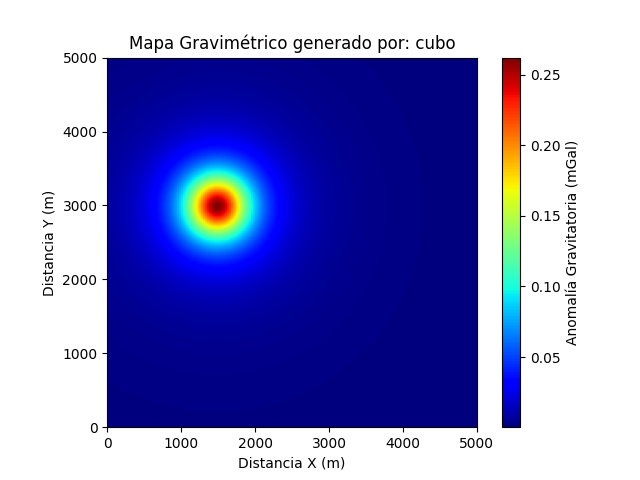 Mapa Gravimétrico generado por: cubo
5000
4000
3000
2000
1000
0
Distancia Y (m)
0 1000 2000 3000 4000 5000
Distancia X (m)
0.25
0.20
0.15
0.10
0.05
Anomalía Gravitatoria (mGal)